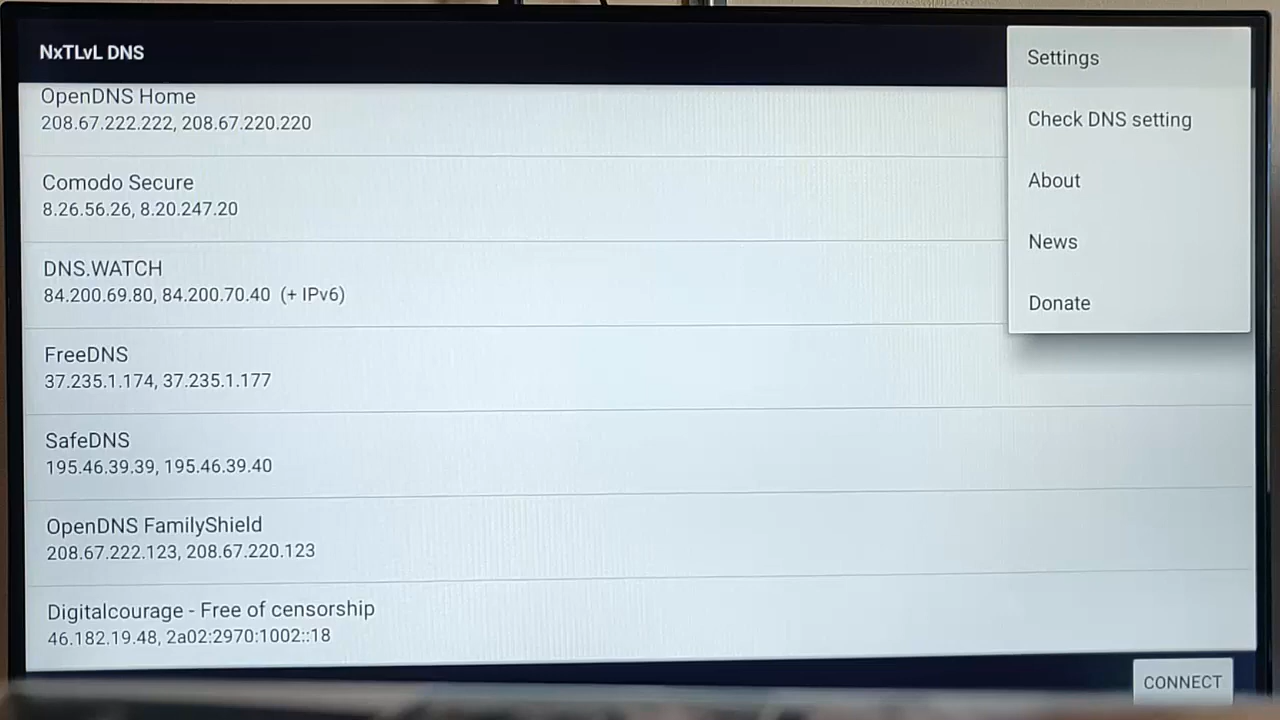 NxTLvL DNS
OpenDNS Home
208.67.222.222, 208.67.220.220
Comodo Secure
8.26.56.26, 8.20.247.20
DNS.WATCH
84.200.69.80, 84.200.70.40 (+ IPv6)
FreeDNS
37.235.1.174, 37.235.1.177
SafeDNS
195.46.39.39, 195.46.39.40
OpenDNS FamilyShield
208.67.222.123, 208.67.220.123
Digitalcourage - Free of censorship
46.182.19.48, 2a02:2970:1002::18
Settings
Check DNS setting
About
News
Donate
CONNECT